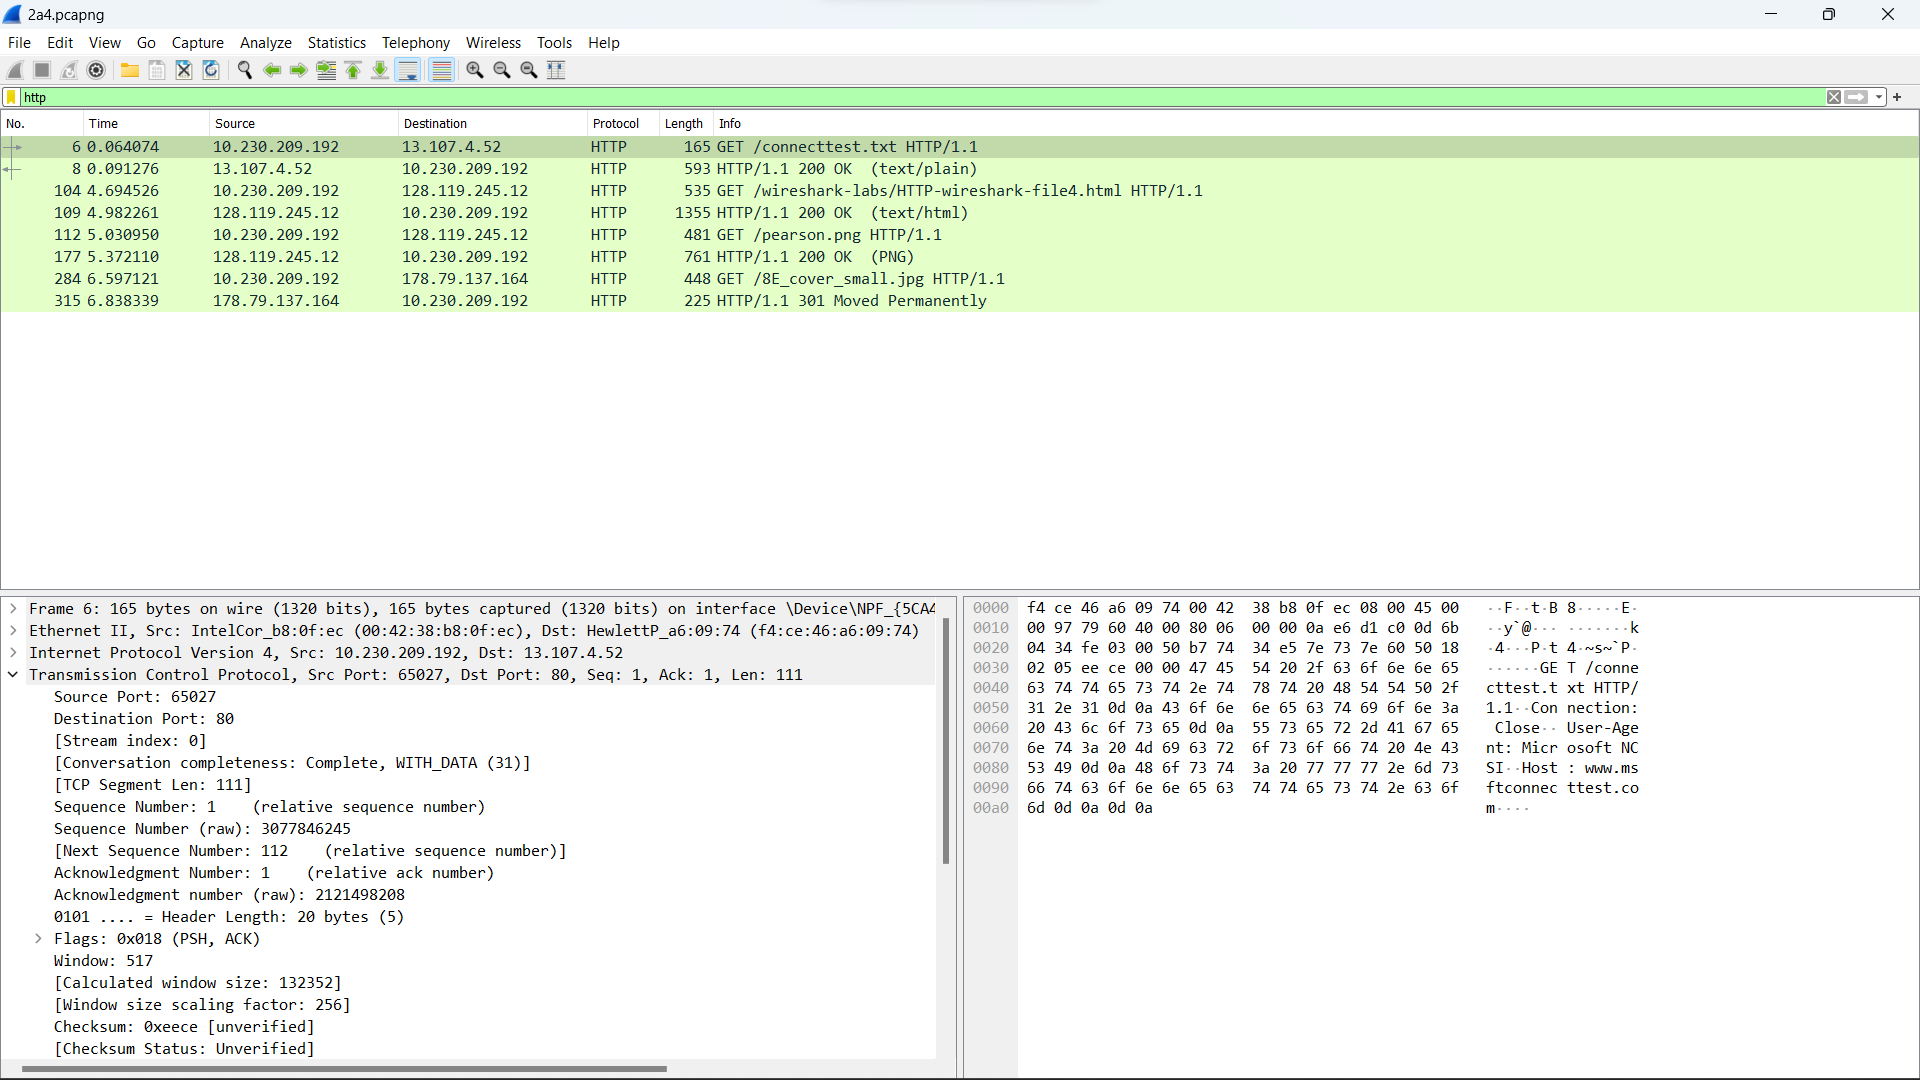 2a4.pcapng
File Edit View Go Capture Analyze Statistics Telephony Wireless Tools Help
http
No. Time Source Destination Protocol Length Info
6 0.064074 10.230.209.192 13.107.4.52 HTTP 165 GET /connecttest.txt HTTP/1.1
8 0.091276 13.107.4.52 10.230.209.192 HTTP 593 HTTP/1.1 200 OK (text/plain)
104 4.694526 10.230.209.192 128.119.245.12 HTTP 535 GET /wireshark-labs/HTTP-wireshark-file4.html HTTP/1.1
109 4.982261 128.119.245.12 10.230.209.192 HTTP 1355 HTTP/1.1 200 OK (text/html)
112 5.030950 10.230.209.192 128.119.245.12 HTTP 481 GET /pearson.png HTTP/1.1
177 5.372110 128.119.245.12 10.230.209.192 HTTP 761 HTTP/1.1 200 OK (PNG)
284 6.597121 10.230.209.192 178.79.137.164 HTTP 448 GET /8E_cover_small.jpg HTTP/1.1
315 6.838339 178.79.137.164 10.230.209.192 HTTP 225 HTTP/1.1 301 Moved Permanently
Frame 6: 165 bytes on wire (1320 bits), 165 bytes captured (1320 bits) on interface \Device\NPF_{5CA4
Ethernet II, Src: IntelCor_b8:0f:ec (00:42:38:b8:0f:ec), Dst: HewlettP_a6:09:74 (f4:ce:46:a6:09:74)
Internet Protocol Version 4, Src: 10.230.209.192, Dst: 13.107.4.52
Transmission Control Protocol, Src Port: 65027, Dst Port: 80, Seq: 1, Ack: 1, Len: 111
Source Port: 65027
Destination Port: 80
[Stream index: 0]
[Conversation completeness: Complete, WITH_DATA (31)]
[TCP Segment Len: 111]
Sequence Number: 1 (relative sequence number)
Sequence Number (raw): 3077846245
[Next Sequence Number: 112 (relative sequence number)]
Acknowledgment Number: 1 (relative ack number)
Acknowledgment number (raw): 2121498208
0101 .... = Header Length: 20 bytes (5)
Flags: 0x018 (PSH, ACK)
Window: 517
[Calculated window size: 132352]
[Window size scaling factor: 256]
Checksum: 0xeece [unverified]
[Checksum Status: Unverified]
0000 f4 ce 46 a6 09 74 00 42 38 b8 0f ec 08 00 45 00 ··F··t·B 8·····E·
0010 00 97 79 60 40 00 80 06 00 00 0a e6 d1 c0 0d 6b ··y`@··· ·······k
0020 04 34 fe 03 00 50 b7 74 34 e5 7e 73 7e 60 50 18 ·4···P·t 4·~s~`P·
0030 02 05 ee ce 00 00 47 45 54 20 2f 63 6f 6e 6e 65 ······GE T /conne
0040 63 74 74 65 73 74 2e 74 78 74 20 48 54 54 50 2f cttest.t xt HTTP/
0050 31 2e 31 0d 0a 43 6f 6e 6e 65 63 74 69 6f 6e 3a 1.1··Con nection:
0060 20 43 6c 6f 73 65 0d 0a 55 73 65 72 2d 41 67 65 Close·· User-Age
0070 6e 74 3a 20 4d 69 63 72 6f 73 6f 66 74 20 4e 43 nt: Micr osoft NC
0080 53 49 0d 0a 48 6f 73 74 3a 20 77 77 77 2e 6d 73 SI··Host : www.ms
0090 66 74 63 6f 6e 6e 65 63 74 74 65 73 74 2e 63 6f ftconnec ttest.co
00a0 6d 0d 0a 0d 0a m····